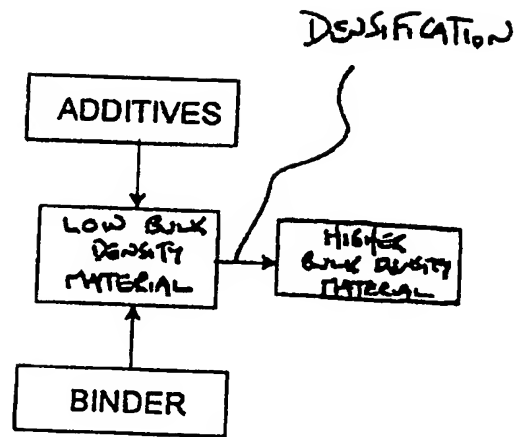 DENSIFICATION
ADDITIVES
LOW BULK
DENSITY
MATERIAL
HIGHER
BULK DENSITY
MATERIAL
BINDER